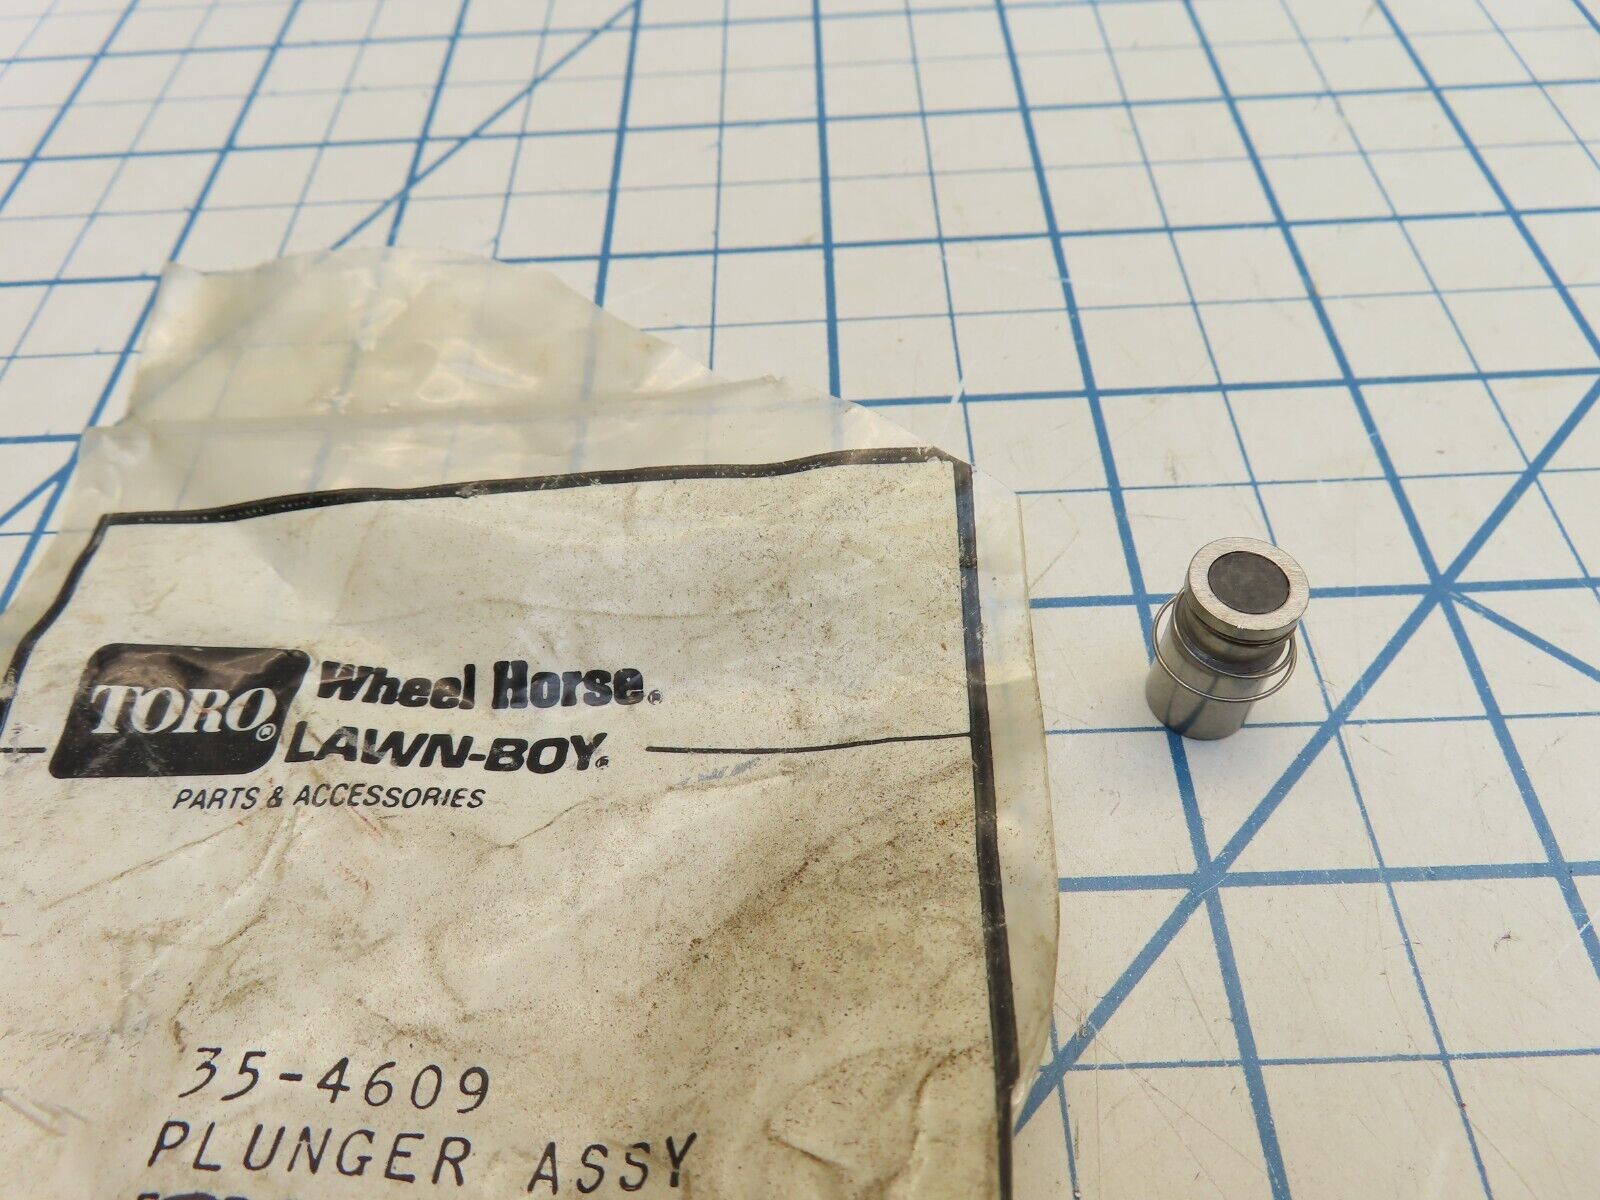 TORO® Wheel Horse®
LAWN-BOY®
PARTS & ACCESSORIES
35-4609
PLUNGER ASSY